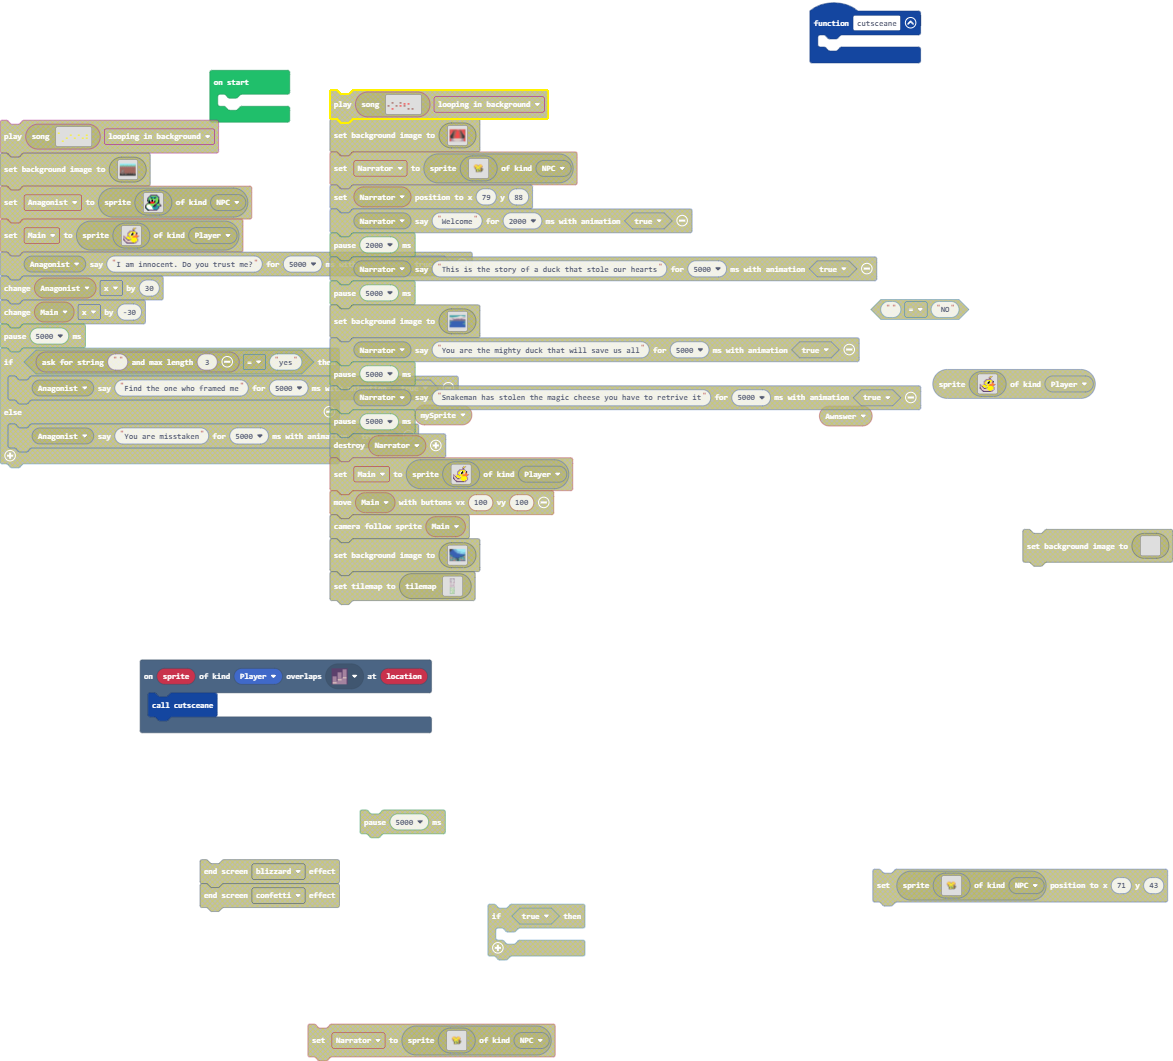 function cutsceane
on start
play song looping in background
set background image to
set Narrator to sprite of kind NPC
set Narrator position to x 79 y 88
Narrator say "Welcome" for 2000 ms with animation true
pause 2000 ms
Narrator say "This is the story of a duck that stole our hearts" for 5000 ms with animation true
pause 5000 ms
set background image to
Narrator say "You are the mighty duck that will save us all" for 5000 ms with animation true
pause 5000 ms
Narrator say "Snakeman has stolen the magic cheese you have to retrive it" for 5000 ms with animation true
pause 5000 ms
destroy Narrator
set Main to sprite of kind Player
move Main with buttons vx 100 vy 100
camera follow sprite Main
set background image to
set tilemap to tilemap
play song looping in background
set background image to
set Anagonist to sprite of kind NPC
set Main to sprite of kind Player
Anagonist say "I am innocent. Do you trust me?" for 5000 m
change Anagonist x by 30
change Main x by -30
pause 5000 ms
if ask for string "" and max length 3 = "yes" the
Anagonist say "Find the one who framed me" for 5000 ms w
else
Anagonist say "You are misstaken" for 5000 ms with anima
mySprite
"" = "NO"
sprite of kind Player
Awnswer
set background image to
on sprite of kind Player overlaps at location
call cutsceane
pause 5000 ms
end screen blizzard effect
end screen confetti effect
if true then
set sprite of kind NPC position to x 71 y 43
set Narrator to sprite of kind NPC